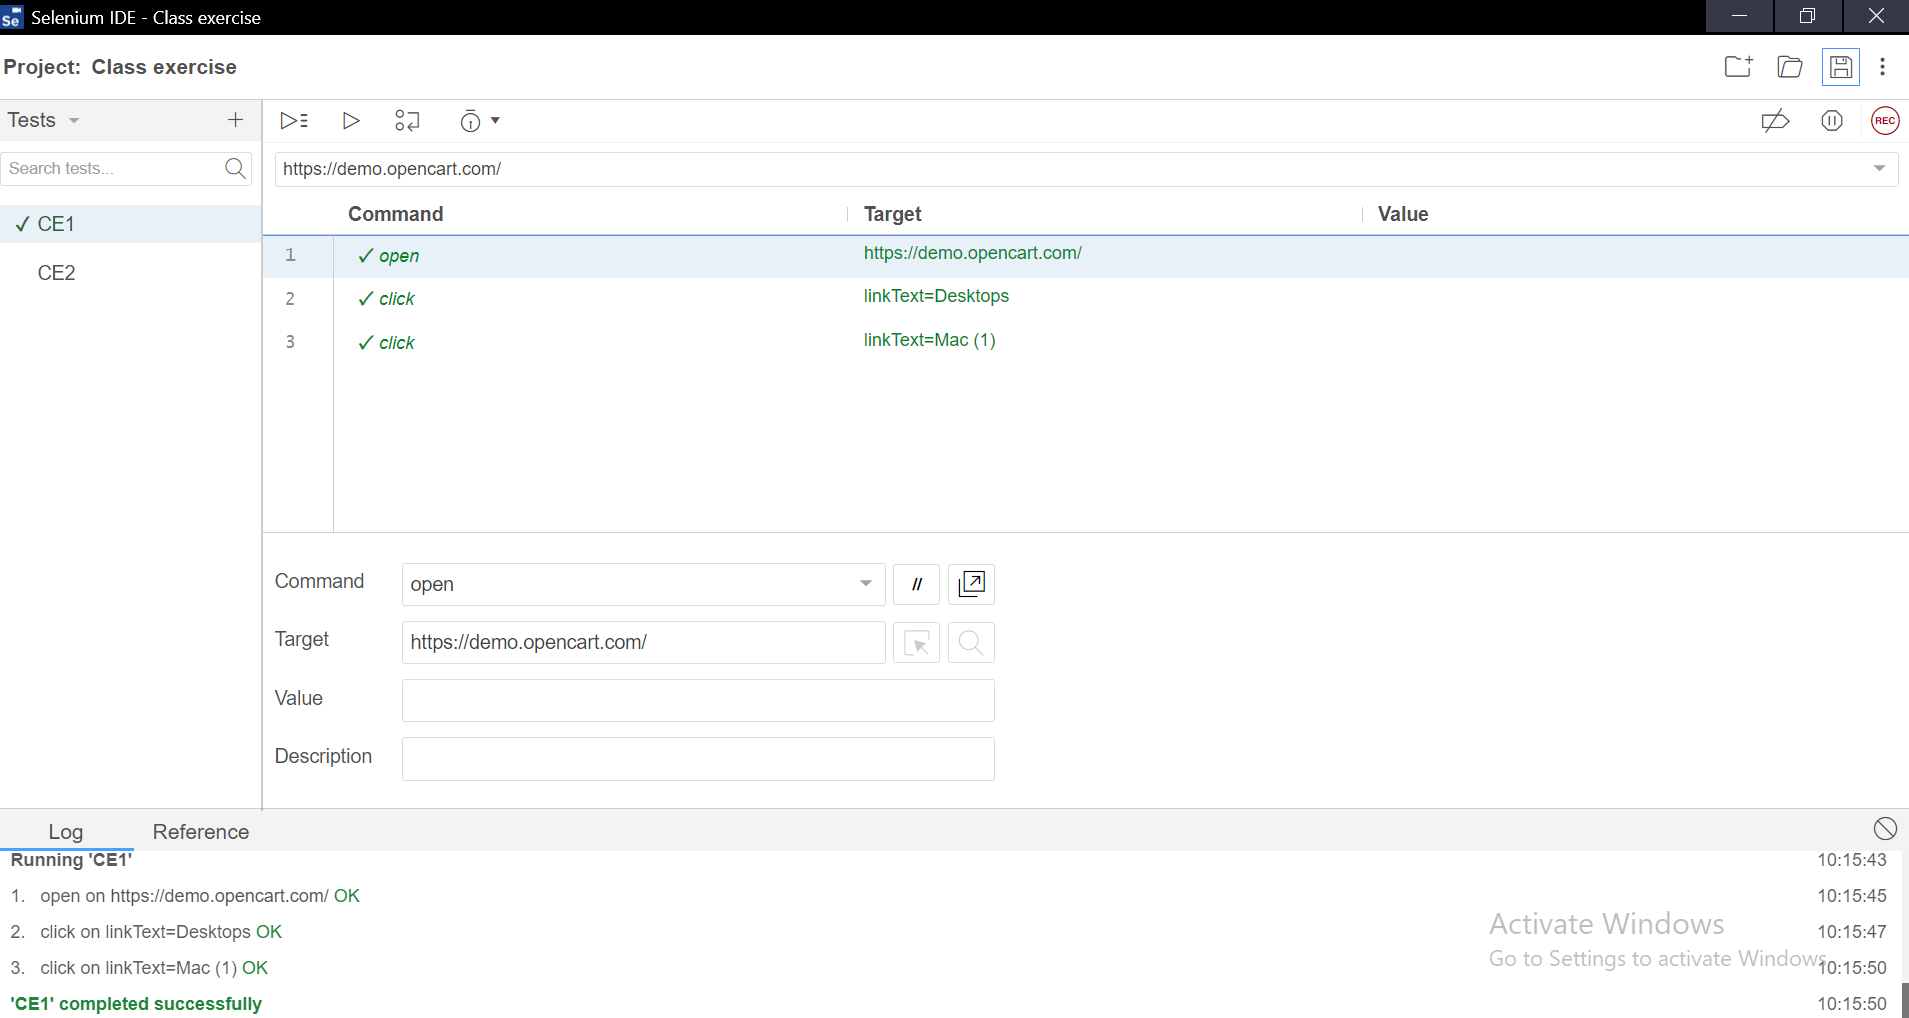 Se Selenium IDE - Class exercise
Project: Class exercise
Tests
Search tests...
✓ CE1
CE2
REC
https://demo.opencart.com/
Command Target Value
1 ✓ open https://demo.opencart.com/
2 ✓ click linkText=Desktops
3 ✓ click linkText=Mac (1)
Command open //
Target https://demo.opencart.com/
Value
Description
Log Reference
Running 'CE1' 10:15:43
1. open on https://demo.opencart.com/ OK 10:15:45
2. click on linkText=Desktops OK 10:15:47
3. click on linkText=Mac (1) OK 10:15:50
'CE1' completed successfully 10:15:50
Activate Windows
Go to Settings to activate Windows